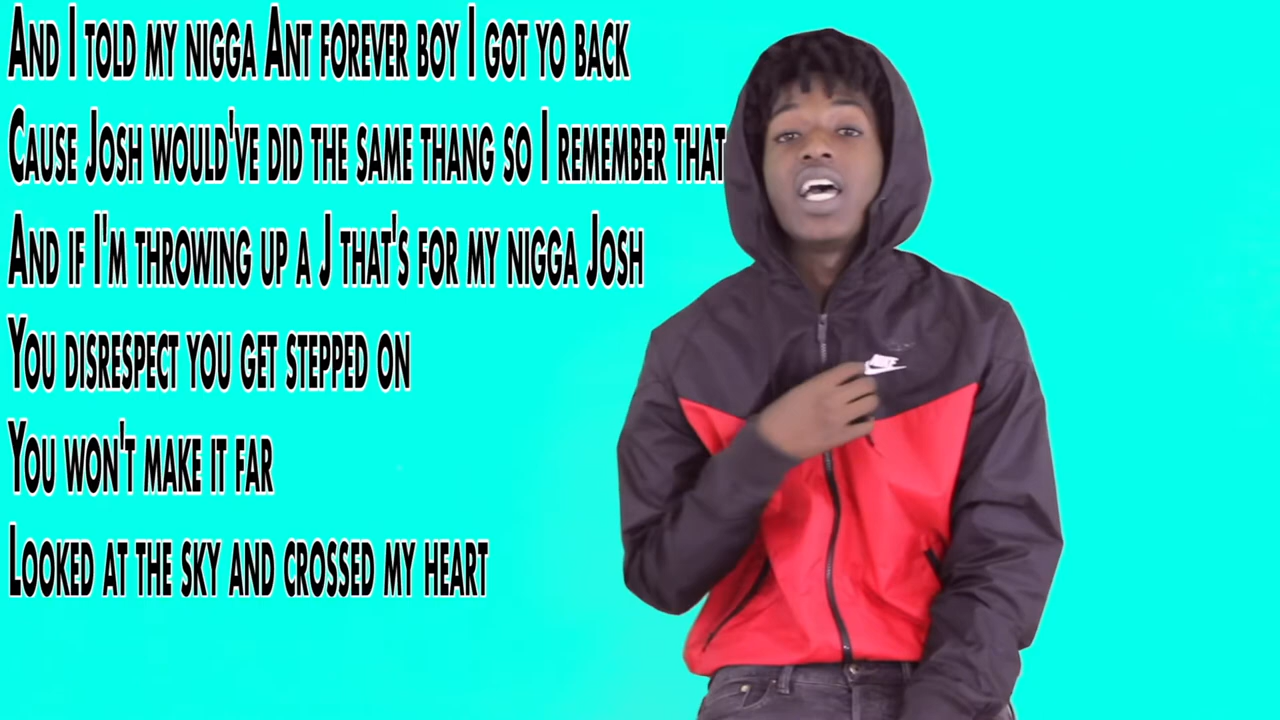 And I told my nigga Ant forever boy I got yo back
Cause Josh would've did the same thang so I remember that
And if I'm throwing up a J that's for my nigga Josh
You disrespect you get stepped on
You won't make it far
Looked at the sky and crossed my heart
NIKE